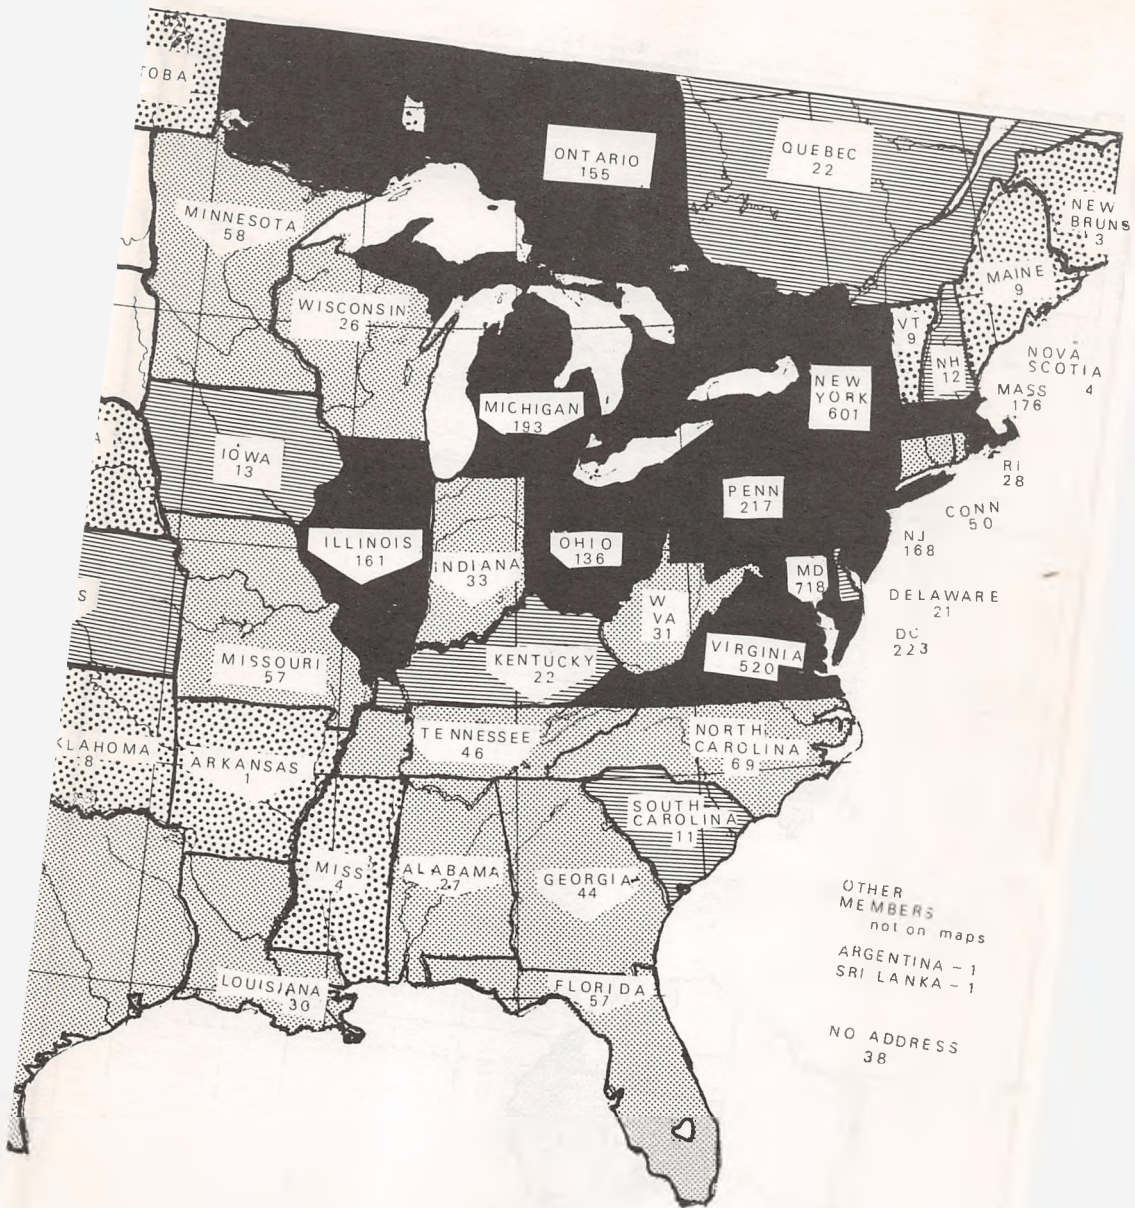 TOBA
ONTARIO
155
QUEBEC
22
MINNESOTA
58
NEW
BRUNS
3
MAINE
9
WISCONSIN
26
VT
9
NH
12
NOVA
SCOTIA
4
MASS
176
NEW
YORK
601
MICHIGAN
193
IOWA
13
RI
28
PENN
217
CONN
50
NJ
168
ILLINOIS
161
OHIO
136
INDIANA
33
MD
718
DELAWARE
21
S
W
VA
31
DC
223
VIRGINIA
520
KENTUCKY
22
MISSOURI
57
TENNESSEE
46
NORTH
CAROLINA
69
KLAHOMA
8
ARKANSAS
1
SOUTH
CAROLINA
11
MISS
4
ALABAMA
27
GEORGIA
44
LOUISIANA
30
FLORIDA
57
OTHER
MEMBERS
not on maps
ARGENTINA - 1
SRI LANKA - 1
NO ADDRESS
38